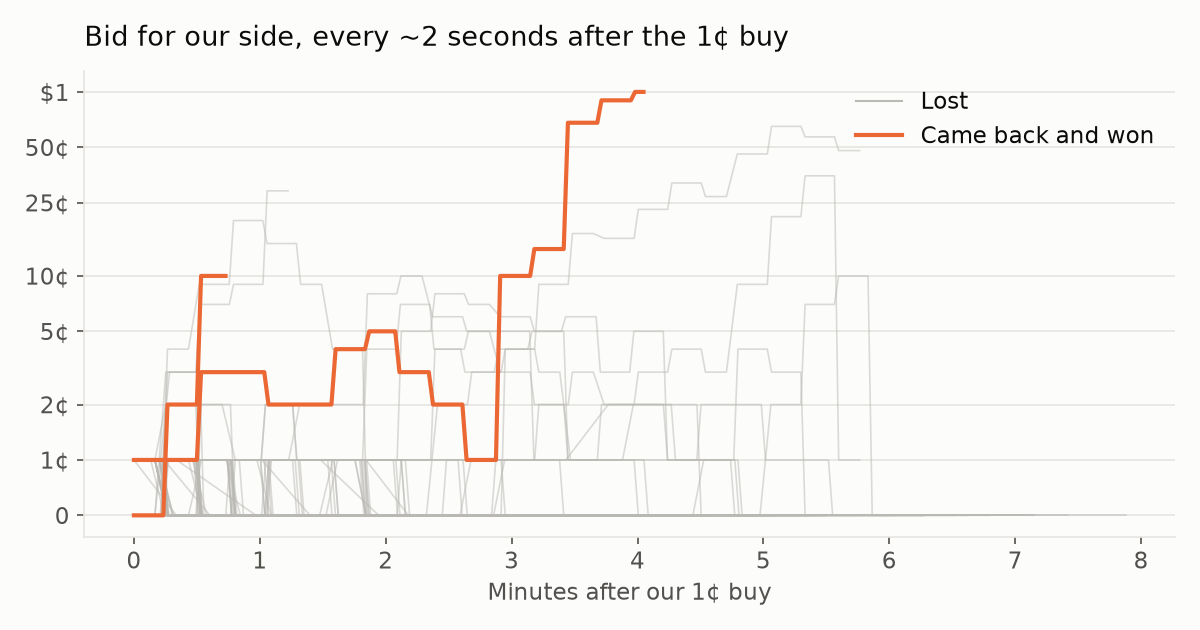 Bid for our side, every ~2 seconds after the 1¢ buy
$1
50¢
25¢
10¢
5¢
2¢
1¢
0
Lost
Came back and won
0 1 2 3 4 5 6 7 8
Minutes after our 1¢ buy